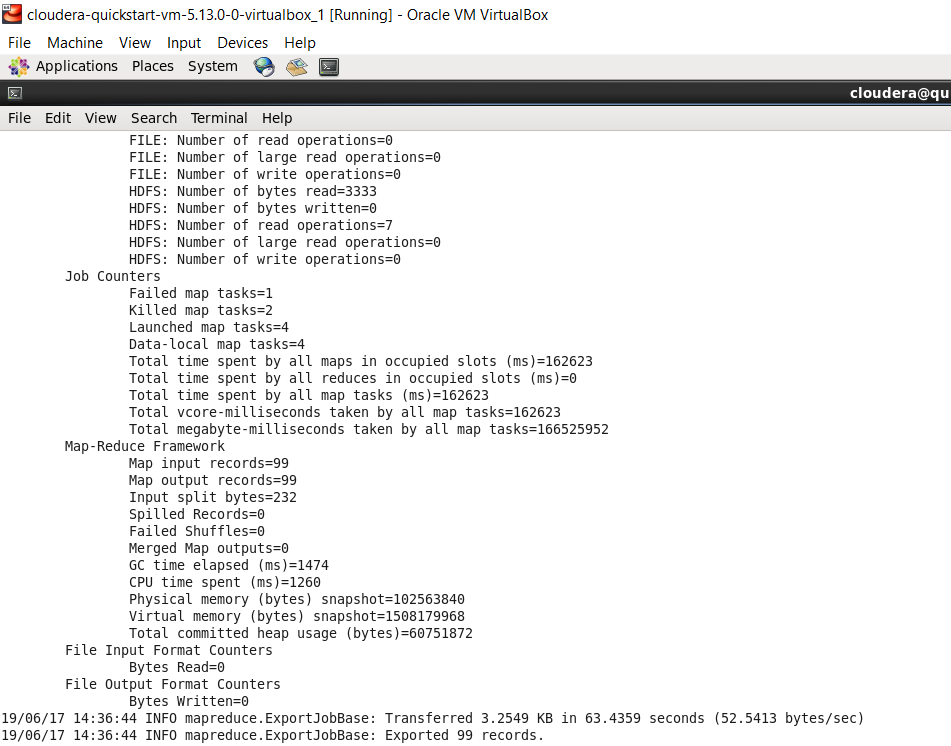 cloudera-quickstart-vm-5.13.0-0-virtualbox_1 [Running] - Oracle VM VirtualBox
File Machine View Input Devices Help
Applications Places System
cloudera@qu
File Edit View Search Terminal Help
FILE: Number of read operations=0
FILE: Number of large read operations=0
FILE: Number of write operations=0
HDFS: Number of bytes read=3333
HDFS: Number of bytes written=0
HDFS: Number of read operations=7
HDFS: Number of large read operations=0
HDFS: Number of write operations=0
Job Counters
Failed map tasks=1
Killed map tasks=2
Launched map tasks=4
Data-local map tasks=4
Total time spent by all maps in occupied slots (ms)=162623
Total time spent by all reduces in occupied slots (ms)=0
Total time spent by all map tasks (ms)=162623
Total vcore-milliseconds taken by all map tasks=162623
Total megabyte-milliseconds taken by all map tasks=166525952
Map-Reduce Framework
Map input records=99
Map output records=99
Input split bytes=232
Spilled Records=0
Failed Shuffles=0
Merged Map outputs=0
GC time elapsed (ms)=1474
CPU time spent (ms)=1260
Physical memory (bytes) snapshot=102563840
Virtual memory (bytes) snapshot=1508179968
Total committed heap usage (bytes)=60751872
File Input Format Counters
Bytes Read=0
File Output Format Counters
Bytes Written=0
19/06/17 14:36:44 INFO mapreduce.ExportJobBase: Transferred 3.2549 KB in 63.4359 seconds (52.5413 bytes/sec)
19/06/17 14:36:44 INFO mapreduce.ExportJobBase: Exported 99 records.